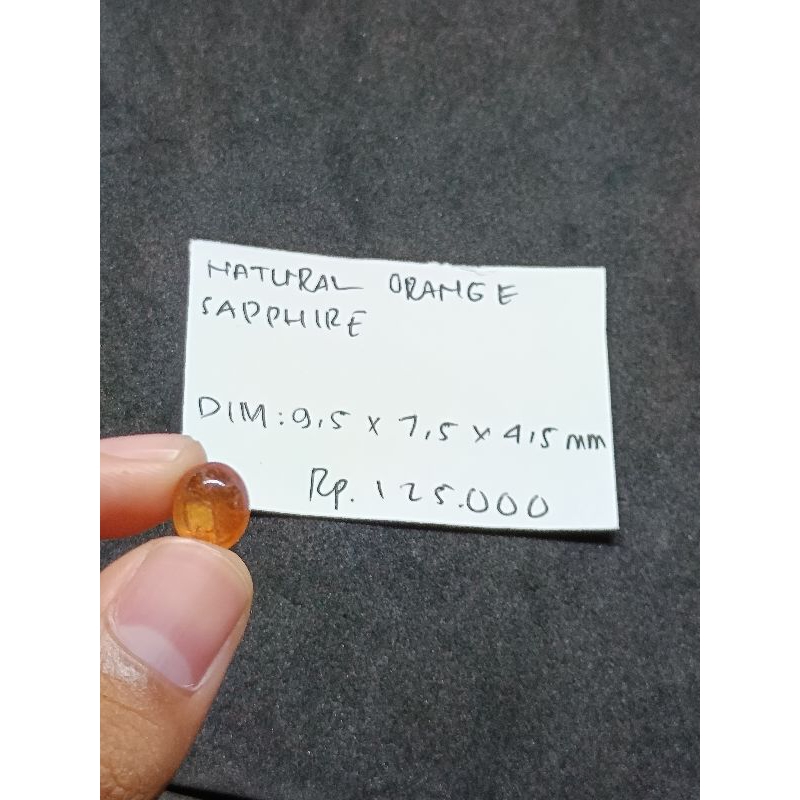 NATURAL ORANGE
SAPPHIRE
DIM : 9,5 x 7,5 x 4,5 mm
Rp. 125.000